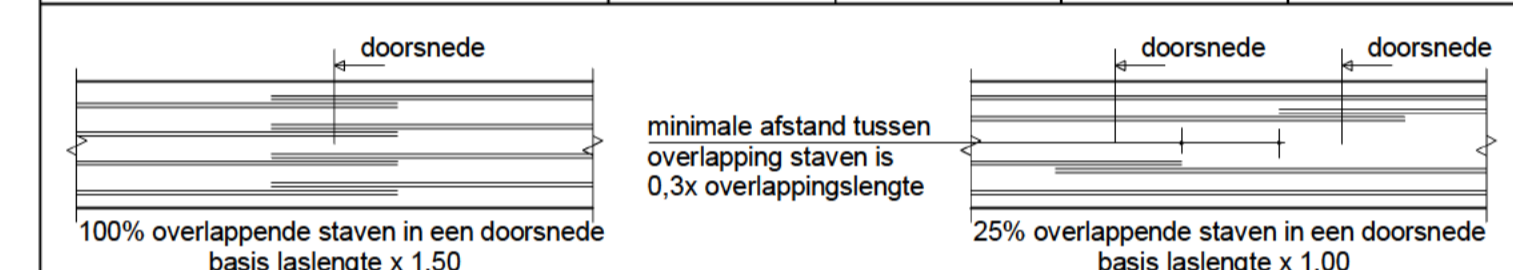 doorsnede
100% overlappende staven in een doorsnede
basis laslengte x 1.50
minimale afstand tussen
overlapping staven is
0,3x overlappingslengte
doorsnede
doorsnede
25% overlappende staven in een doorsnede
basis laslengte x 1.00